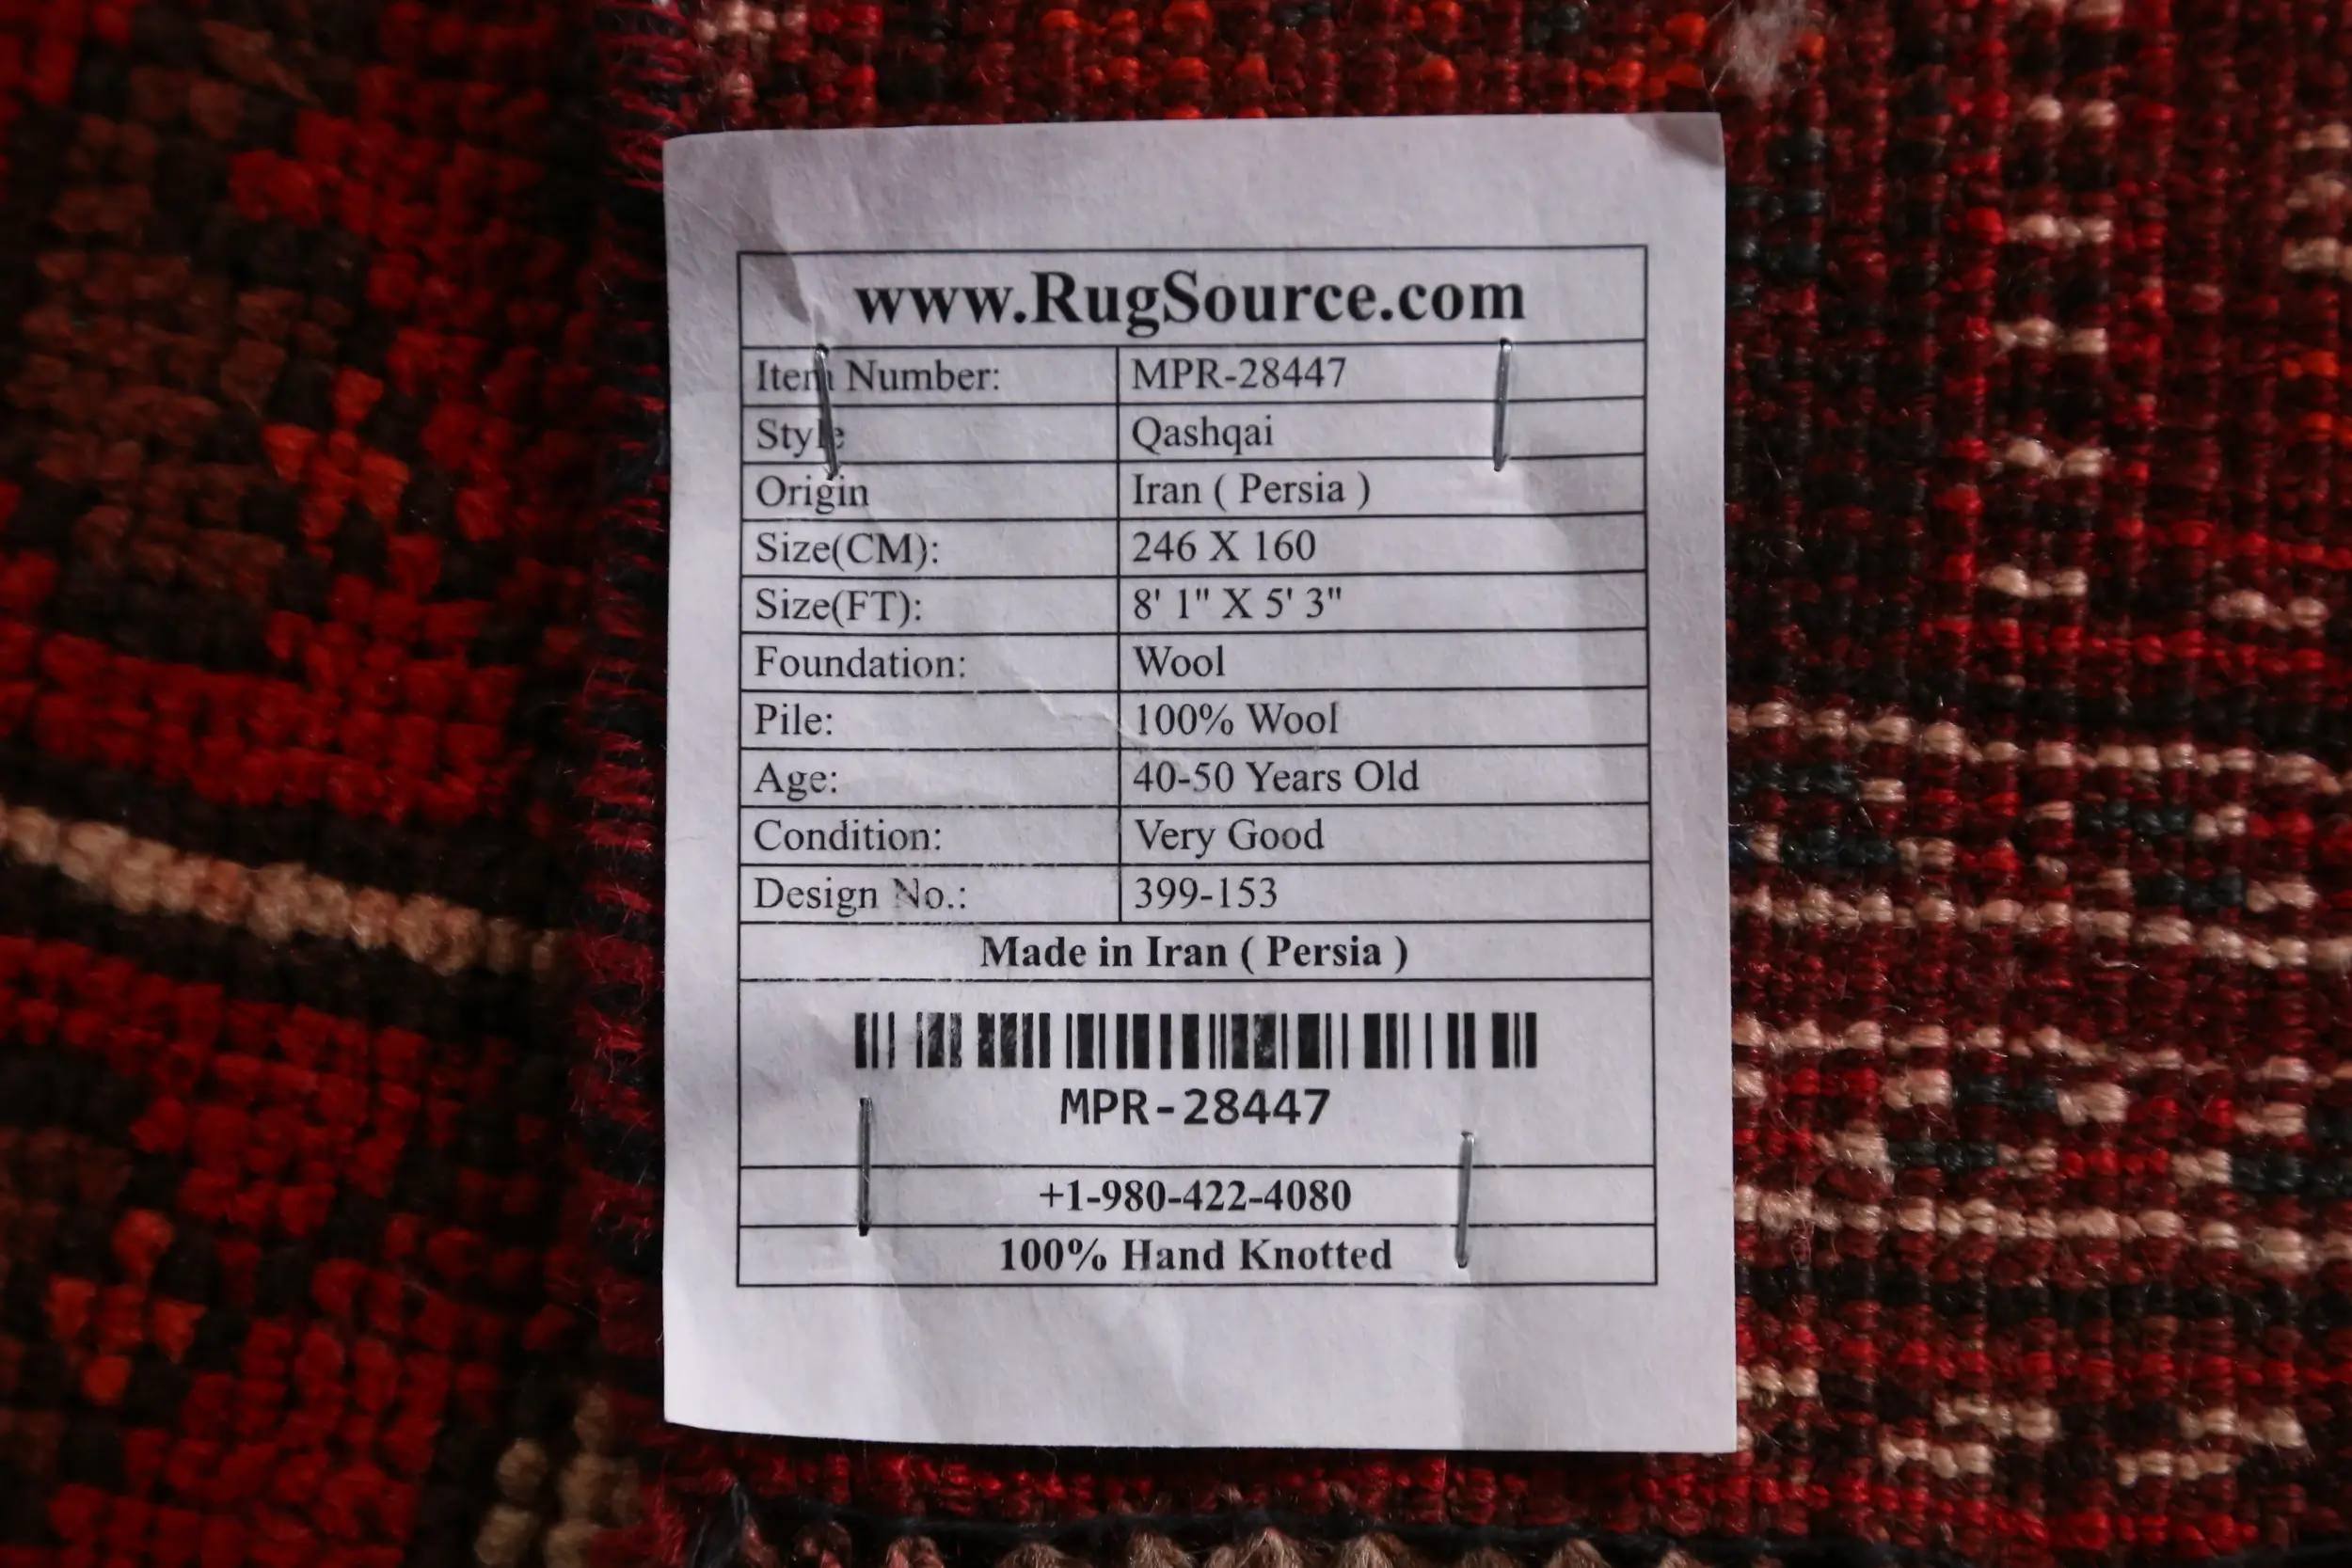 www.RugSource.com
Item Number: MPR-28447
Style Qashqai
Origin Iran ( Persia )
Size(CM): 246 X 160
Size(FT): 8' 1" X 5' 3"
Foundation: Wool
Pile: 100% Wool
Age: 40-50 Years Old
Condition: Very Good
Design No.: 399-153
Made in Iran ( Persia )
MPR-28447
+1-980-422-4080
100% Hand Knotted